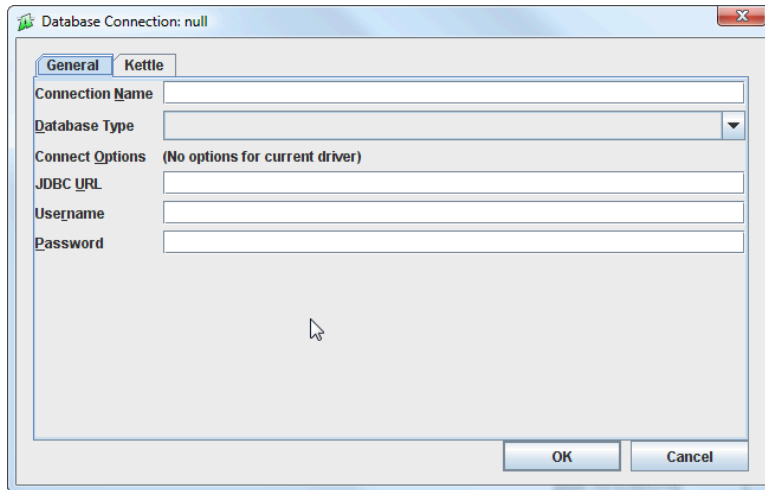 Database Connection: null
General Kettle
Connection Name
Database Type
Connect Options (No options for current driver)
JDBC URL
Username
Password
OK Cancel